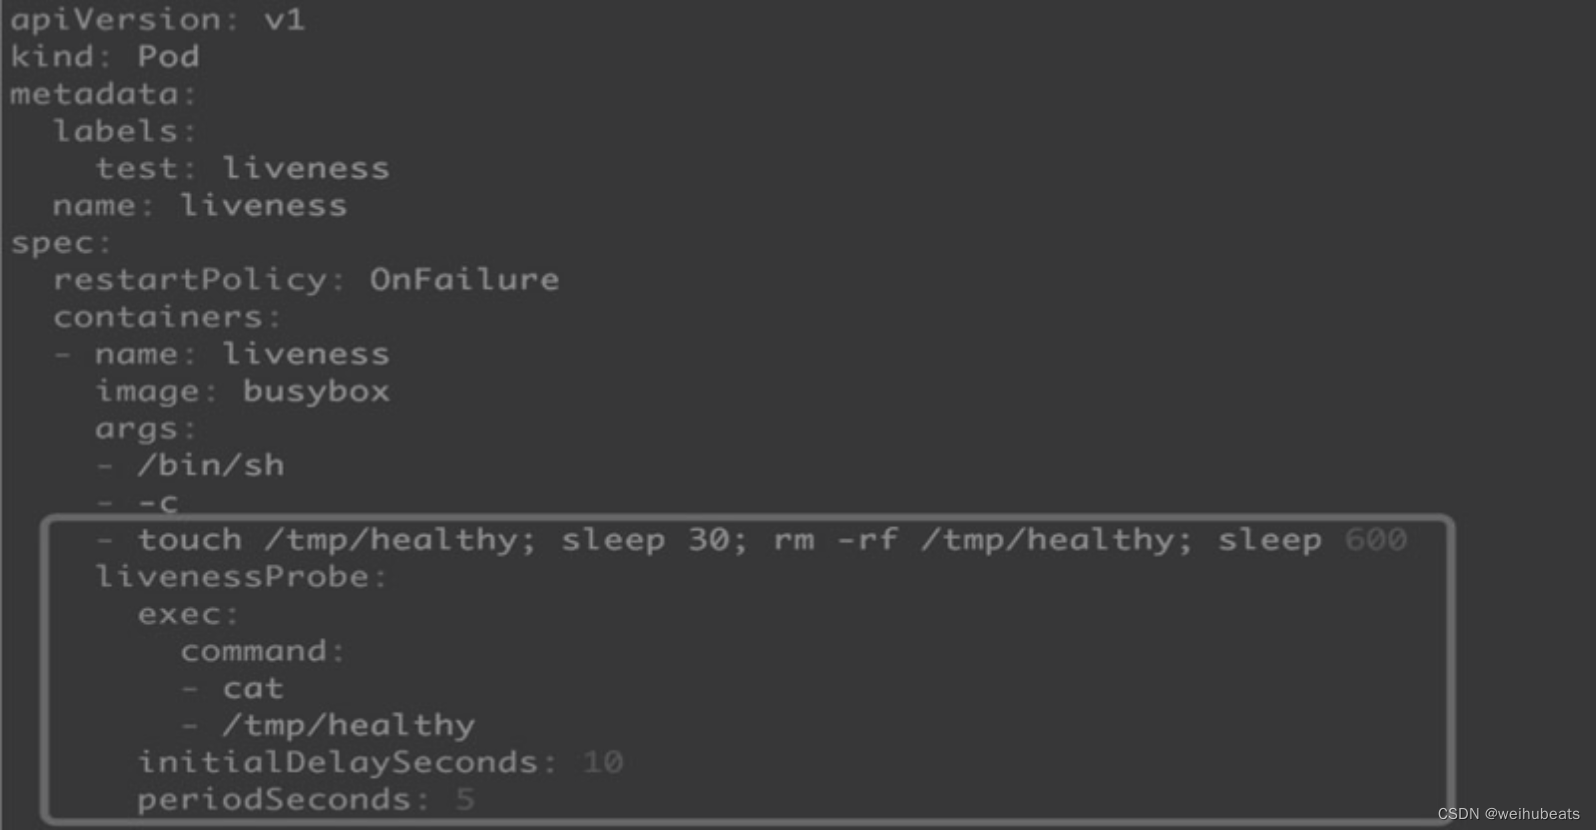 apiVersion: v1
kind: Pod
metadata:
  labels:
    test: liveness
  name: liveness
spec:
  restartPolicy: OnFailure
  containers:
  - name: liveness
    image: busybox
    args:
    - /bin/sh
    - -c
    - touch /tmp/healthy; sleep 30; rm -rf /tmp/healthy; sleep 600
    livenessProbe:
      exec:
        command:
        - cat
        - /tmp/healthy
      initialDelaySeconds: 10
      periodSeconds: 5
CSDN @weihubeats